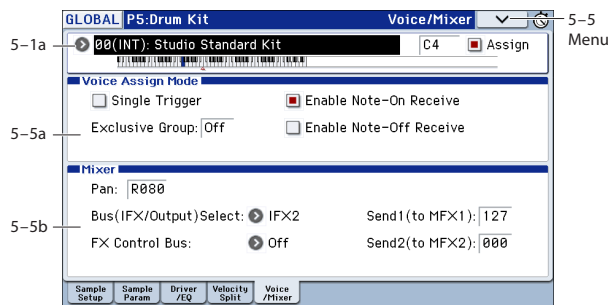 GLOBAL P5:Drum Kit Voice/Mixer
5-5 Menu
5-1a
00(INT): Studio Standard Kit C4 Assign
Voice Assign Mode
Single Trigger Enable Note-On Receive
5-5a
Exclusive Group: Off Enable Note-Off Receive
Mixer
Pan: R080
5-5b
Bus(IFX/Output)Select: IFX2 Send1(to MFX1): 127
FX Control Bus: Off Send2(to MFX2): 000
Sample Setup Sample Param Driver /EQ Velocity Split Voice /Mixer